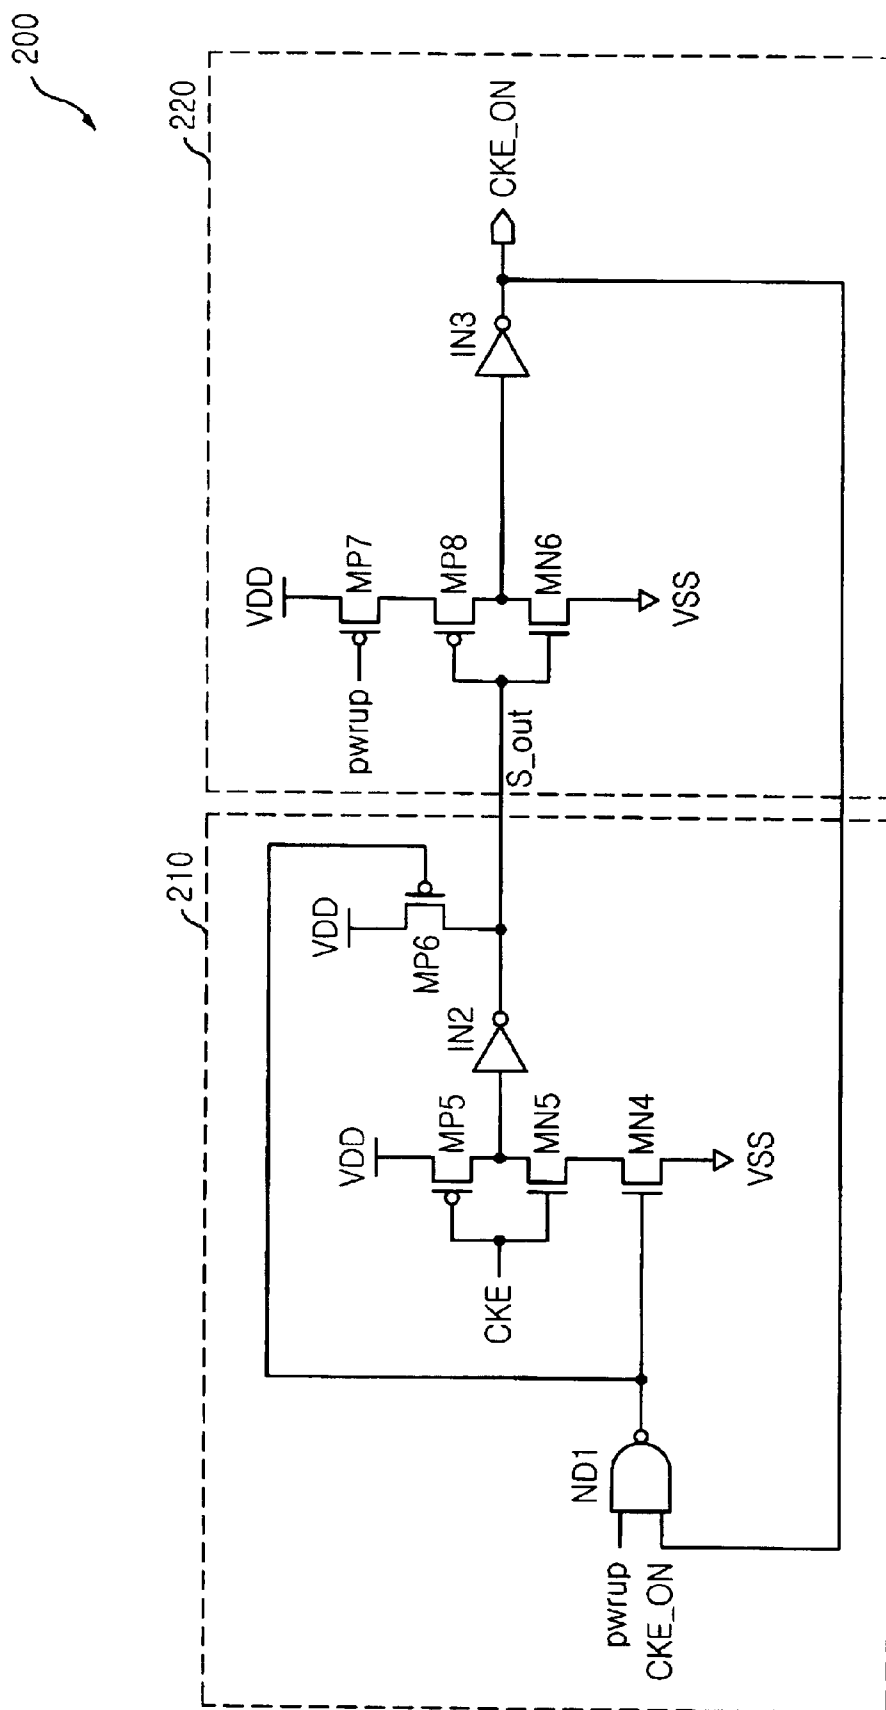 200
220
CKE_ON
IN3
VDD
MP7
MP8
MN6
VSS
pwrup
IS_out
210
VDD
MP6
IN2
VDD
MP5
MN5
MN4
VSS
CKE
ND1
pwrup
CKE_ON